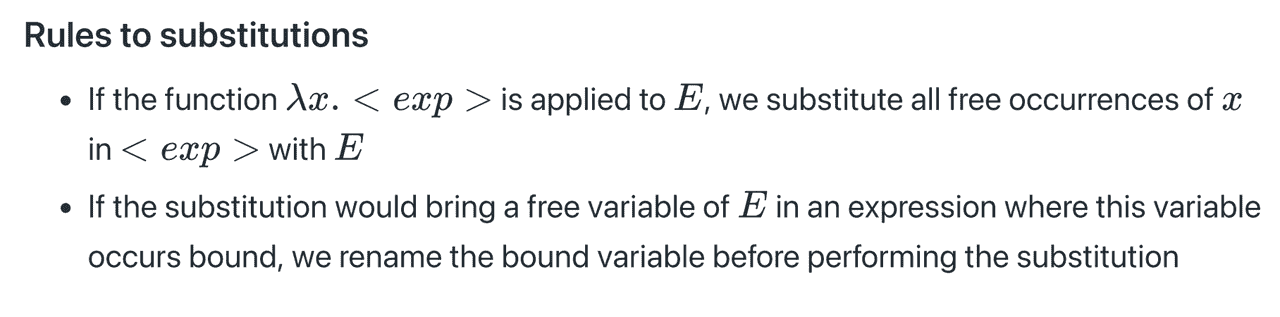 Rules to substitutions
• If the function λx. < exp > is applied to E, we substitute all free occurrences of x
in < exp > with E
• If the substitution would bring a free variable of E in an expression where this variable
occurs bound, we rename the bound variable before performing the substitution